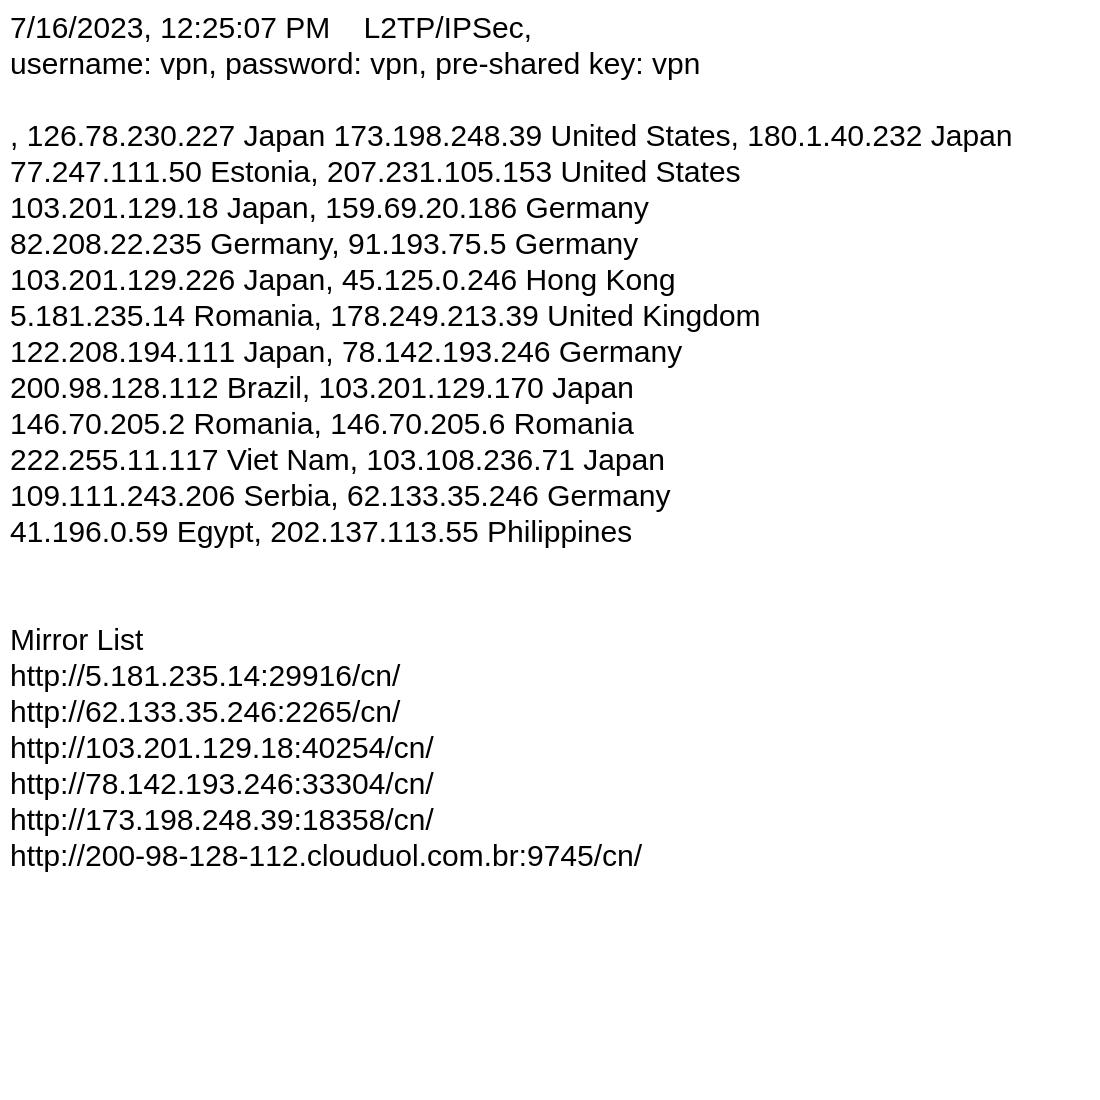 7/16/2023, 12:25:07 PM    L2TP/IPSec,
username: vpn, password: vpn, pre-shared key: vpn
, 126.78.230.227 Japan 173.198.248.39 United States, 180.1.40.232 Japan
77.247.111.50 Estonia, 207.231.105.153 United States
103.201.129.18 Japan, 159.69.20.186 Germany
82.208.22.235 Germany, 91.193.75.5 Germany
103.201.129.226 Japan, 45.125.0.246 Hong Kong
5.181.235.14 Romania, 178.249.213.39 United Kingdom
122.208.194.111 Japan, 78.142.193.246 Germany
200.98.128.112 Brazil, 103.201.129.170 Japan
146.70.205.2 Romania, 146.70.205.6 Romania
222.255.11.117 Viet Nam, 103.108.236.71 Japan
109.111.243.206 Serbia, 62.133.35.246 Germany
41.196.0.59 Egypt, 202.137.113.55 Philippines
Mirror List
http://5.181.235.14:29916/cn/
http://62.133.35.246:2265/cn/
http://103.201.129.18:40254/cn/
http://78.142.193.246:33304/cn/
http://173.198.248.39:18358/cn/
http://200-98-128-112.clouduol.com.br:9745/cn/